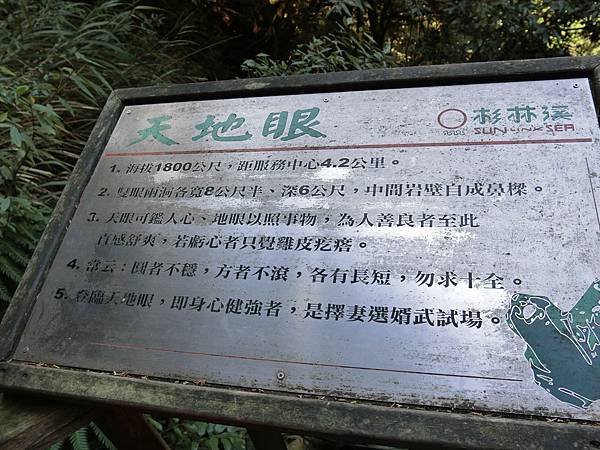 天地眼
杉林溪
SUN LINK SEA
1. 海拔1800公尺，距服務中心4.2公里。
2. 雙眼兩洞各寬8公尺半、深6公尺，中間岩壁自成鼻樑。
3. 天眼可鑑人心、地眼以照事物，為人善良者至此
直感舒爽，若虧心者只覺雞皮疙瘩。
4. 常云：圓者不穩，方者不滾，各有長短，勿求十全。
5. 登臨天地眼，即身心健強者，是擇妻選婿武試場。